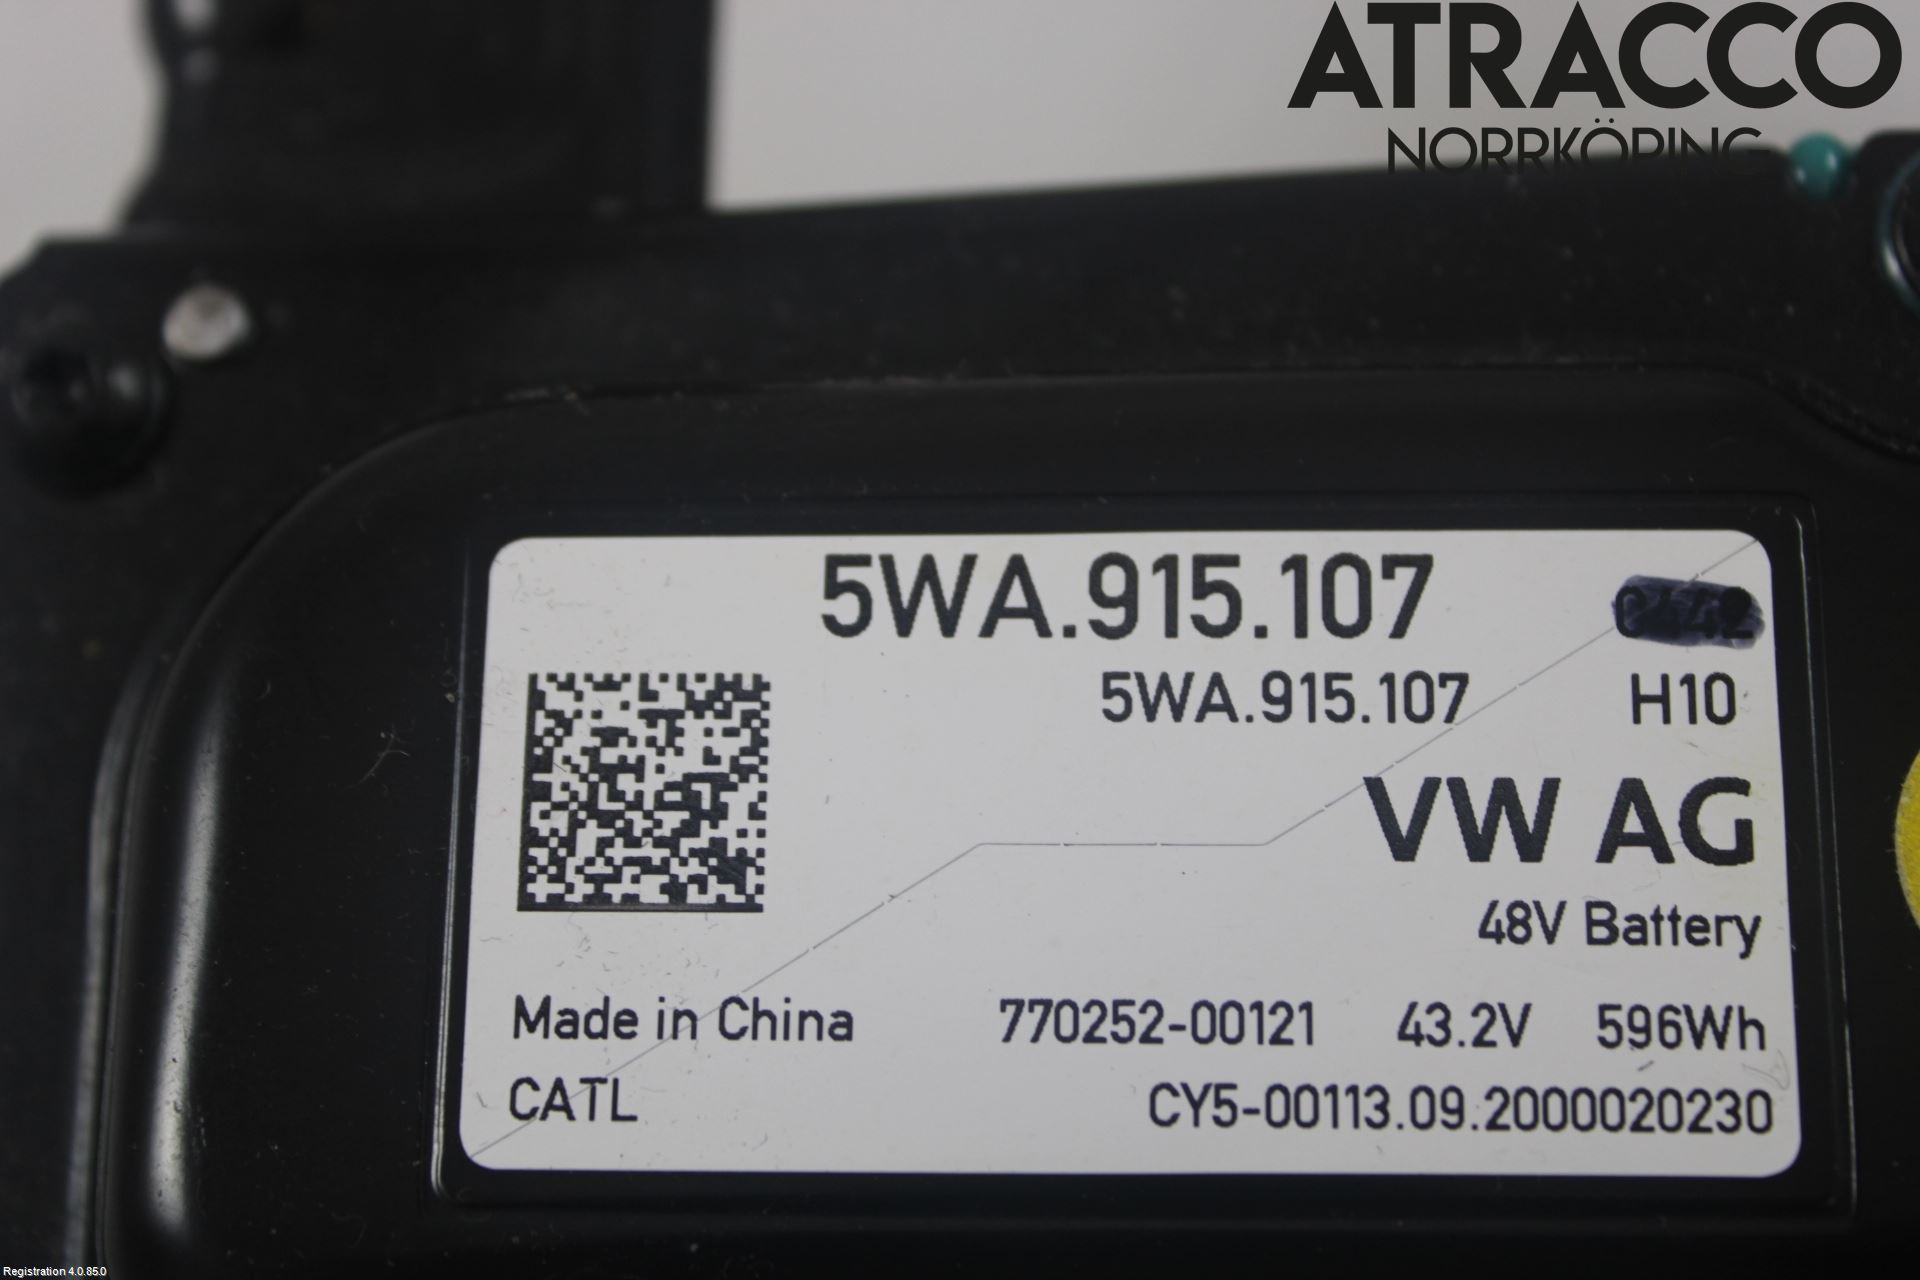 ATRACCO
NORRKÖPING
5WA.915.107
5WA.915.107 H10
VW AG
48V Battery
Made in China 770252-00121 43.2V 596Wh
CATL CY5-00113.09.2000020230
Registration 4.0.85.0